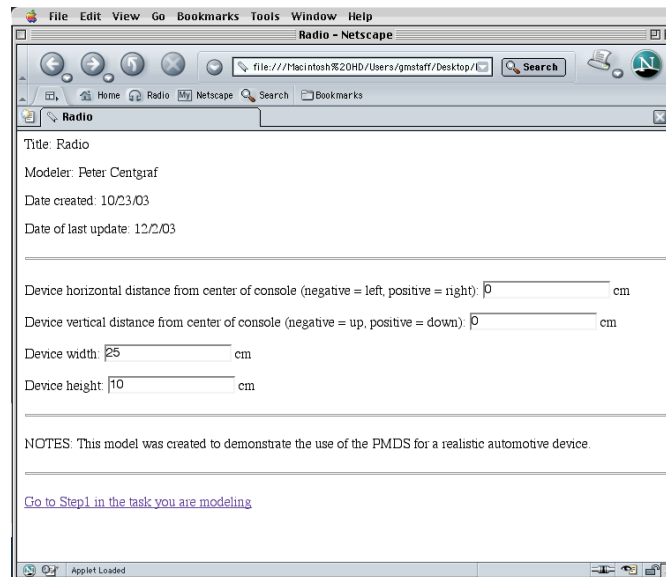 File Edit View Go Bookmarks Tools Window Help
Radio - Netscape
file:///Macintosh%20HD/Users/gmstaff/Desktop/ Search N
Home Radio My Netscape Search Bookmarks
Radio
Title: Radio
Modeler: Peter Centgraf
Date created: 10/23/03
Date of last update: 12/2/03
Device horizontal distance from center of console (negative = left, positive = right): 0 cm
Device vertical distance from center of console (negative = up, positive = down): 0 cm
Device width: 25 cm
Device height: 10 cm
NOTES: This model was created to demonstrate the use of the PMDS for a realistic automotive device.
Go to Step1 in the task you are modeling
Applet Loaded